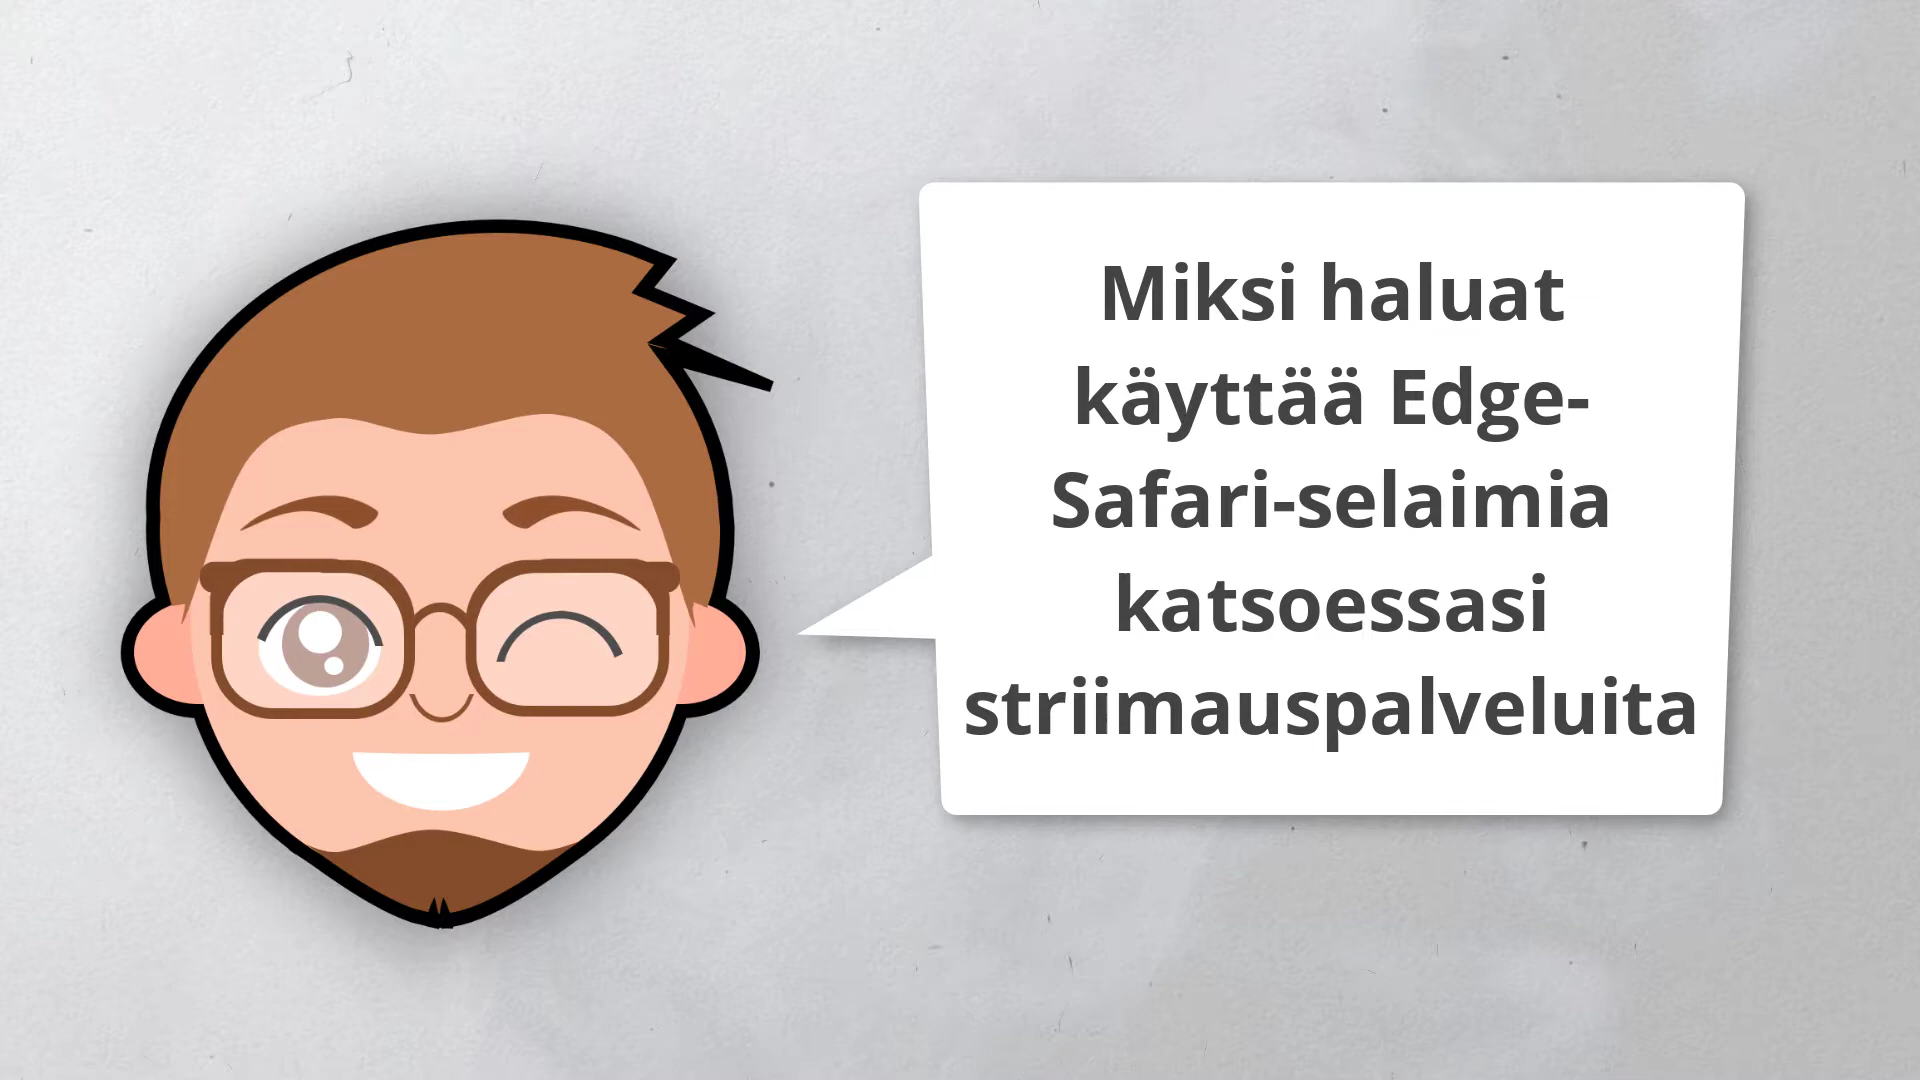 Miksi haluat
käyttää Edge-
Safari-selaimia
katsoessasi
striimauspalveluita